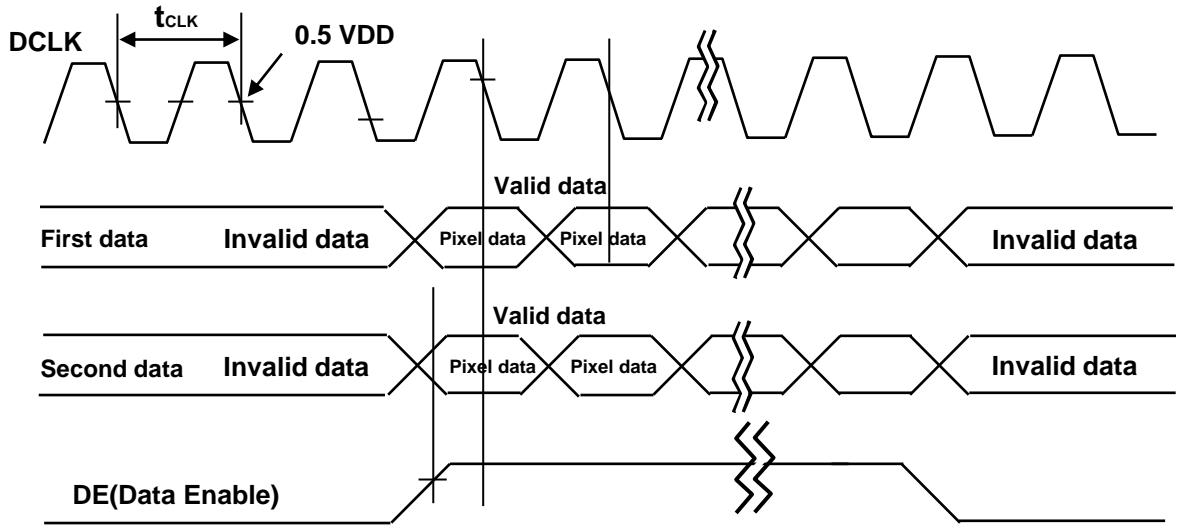 tCLK
DCLK
0.5 VDD
Valid data
First data Invalid data Pixel data Pixel data Invalid data
Valid data
Second data Invalid data Pixel data Pixel data Invalid data
DE(Data Enable)